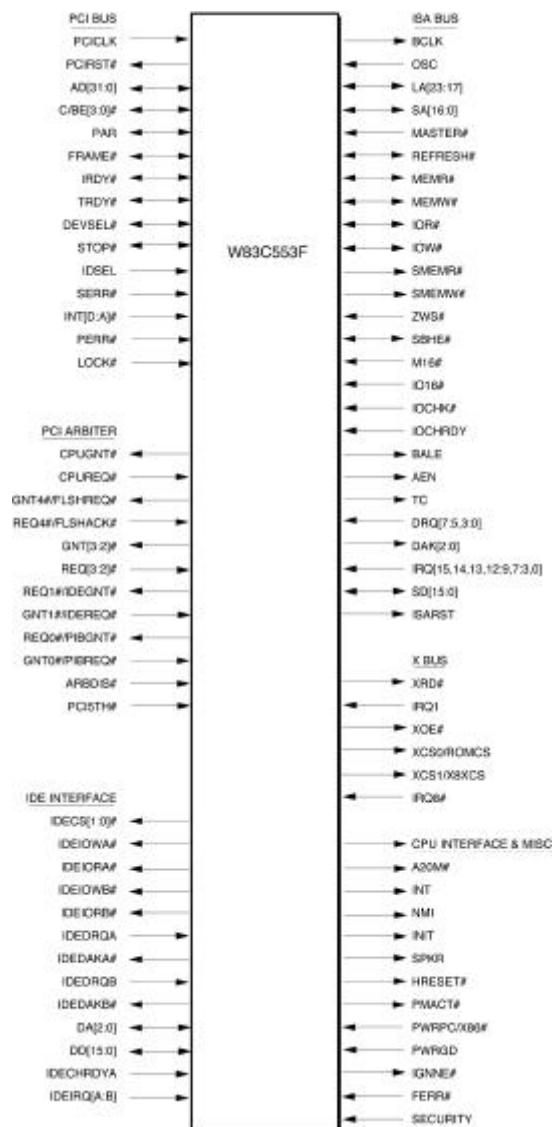 PCI BUS
PCICLK
PCIRST#
AD[31:0]
C/BE[3:0]#
PAR
FRAME#
IRDY#
TRDY#
DEVSEL#
STOP#
IDSEL
SERR#
INT[D:A]#
PERR#
LOCK#
PCI ARBITER
CPUGNT#
CPUREQ#
GNT4#/FLSHREQ#
REQ4#/FLSHACK#
GNT[3:2]#
REQ[3:2]#
REQ1#/IDEGNT#
GNT1#/IDEREQ#
REQ0#/PIBGNT#
GNT0#/PIBREQ#
ARBDIS#
PCI5TH#
IDE INTERFACE
IDECS[1:0]#
IDEIOWA#
IDEIORA#
IDEIOWB#
IDEIORB#
IDEDRQA
IDEDAKA#
IDEDRQB
IDEDAKB#
DA[2:0]
DD[15:0]
IDECHRDYA
IDEIRQ[A:B]
W83C553F
ISA BUS
BCLK
OSC
LA[23:17]
SA[16:0]
MASTER#
REFRESH#
MEMR#
MEMW#
IOR#
IOW#
SMEMR#
SMEMW#
ZWS#
SBHE#
M16#
IO16#
IOCHK#
IOCHRDY
BALE
AEN
TC
DRQ[7:5,3:0]
DAK[2:0]
IRQ[15,14,13,12:9,7:3,0]
SD[15:0]
ISARST
X BUS
XRD#
IRQ1
XOE#
XCS0/ROMCS
XCS1/X8XCS
IRQ8#
CPU INTERFACE & MISC
A20M#
INT
NMI
INIT
SPKR
HRESET#
PMACT#
PWRPC/X86#
PWRGD
IGNNE#
FERR#
SECURITY